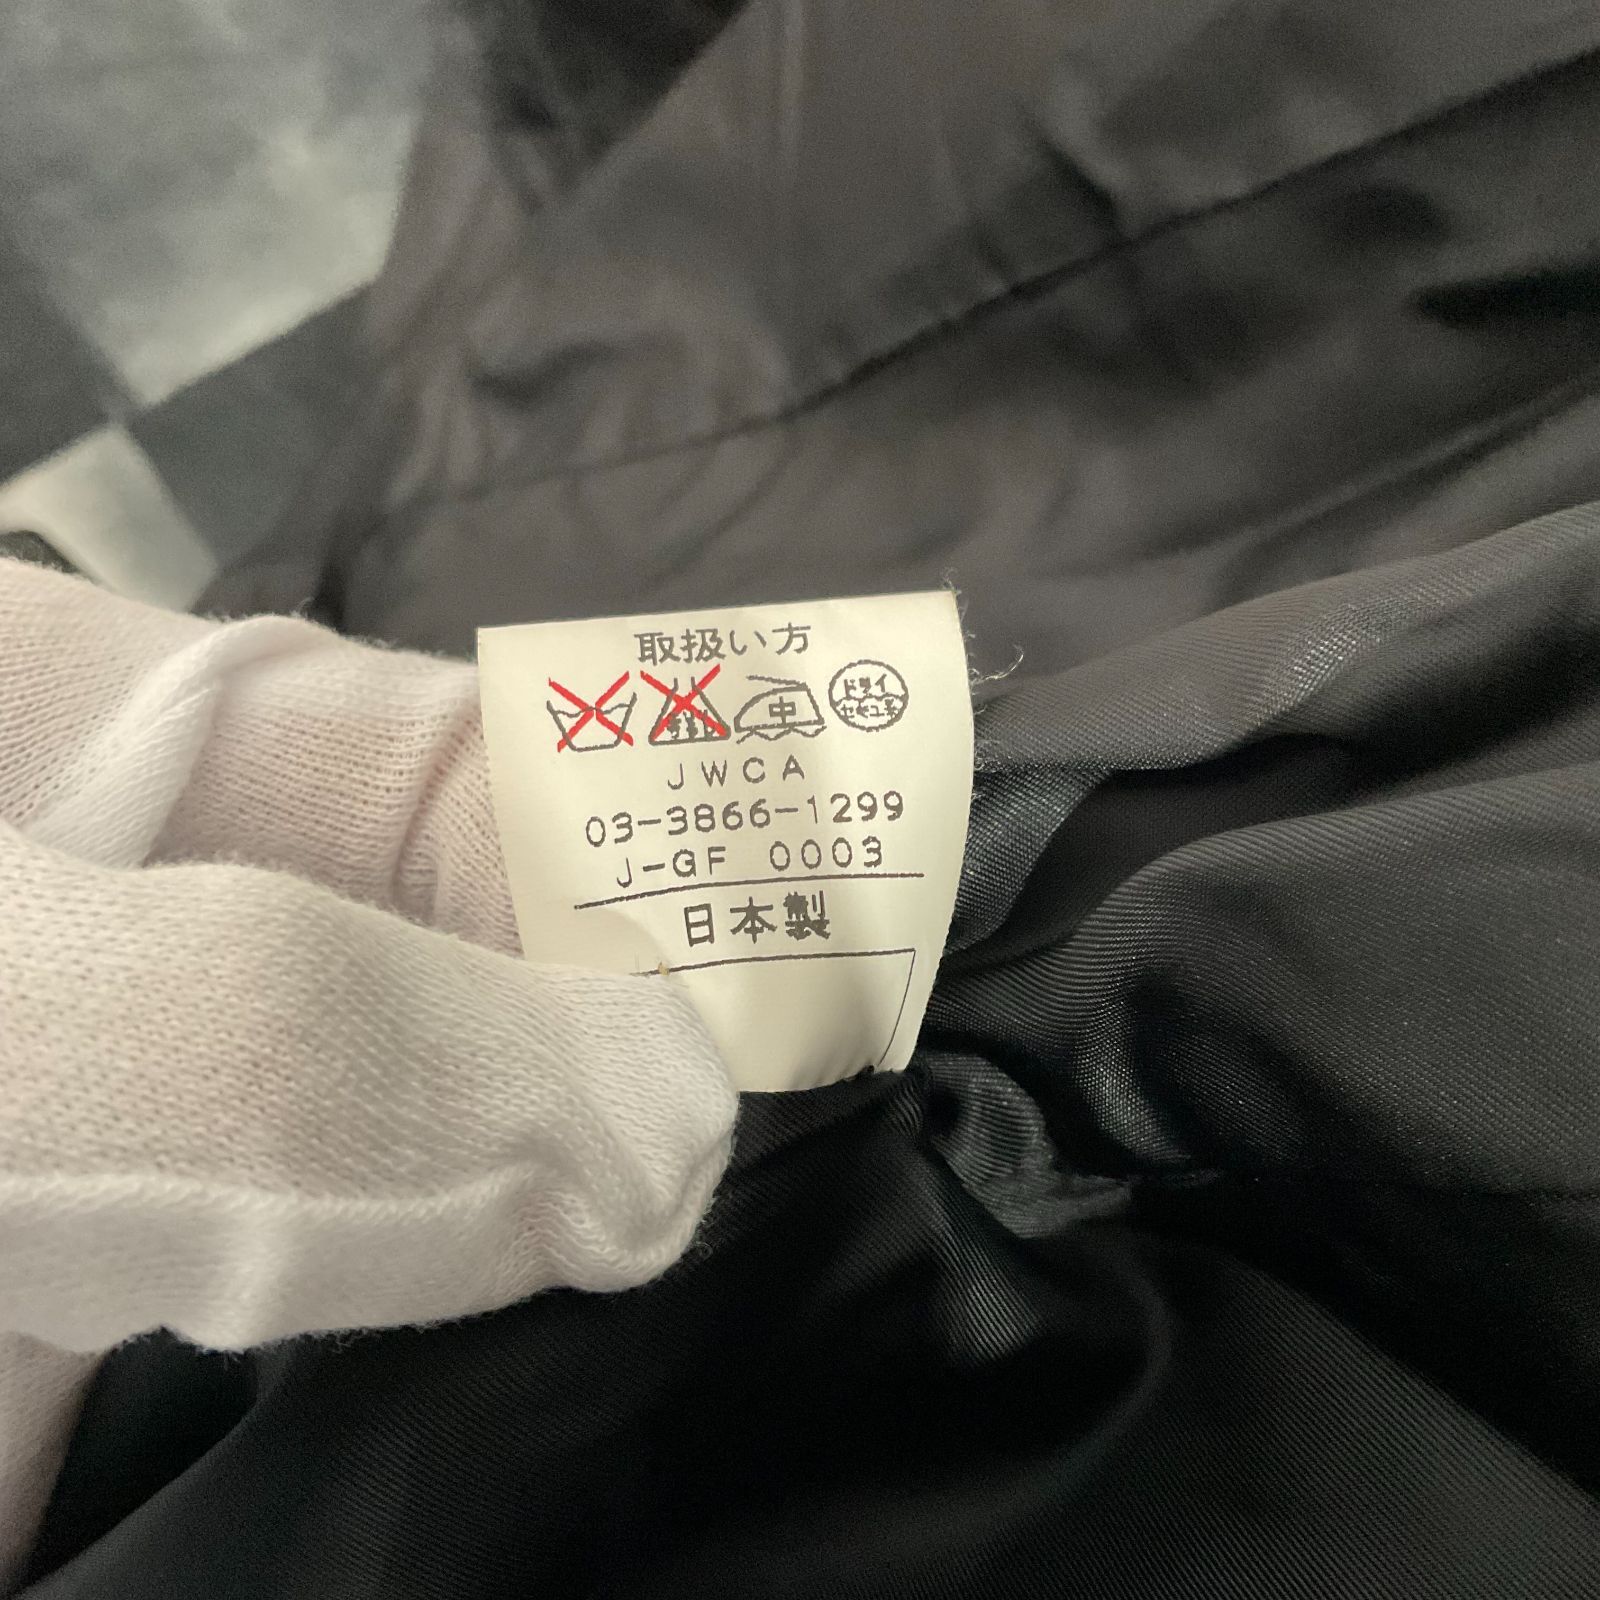 取扱い方
中 ドライ
セキユ系
JWCA
03-3866-1299
J-GF 0003
日本製